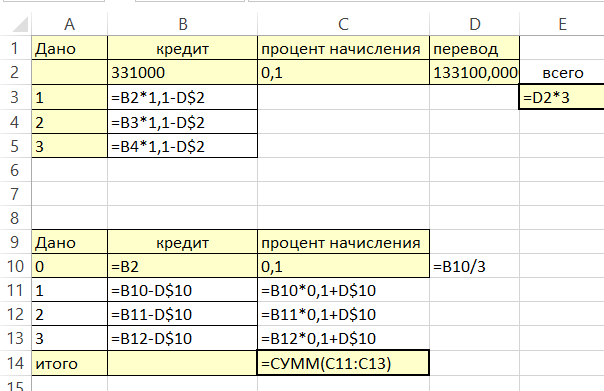 A B C D E
1 Дано кредит процент начисления перевод
2 331000 0,1 133100,000 всего
3 1 =B2*1,1-D$2 =D2*3
4 2 =B3*1,1-D$2
5 3 =B4*1,1-D$2
6
7
8
9 Дано кредит процент начисления
10 0 =B2 0,1 =B10/3
11 1 =B10-D$10 =B10*0,1+D$10
12 2 =B11-D$10 =B11*0,1+D$10
13 3 =B12-D$10 =B12*0,1+D$10
14 итого =СУММ(C11:C13)
15